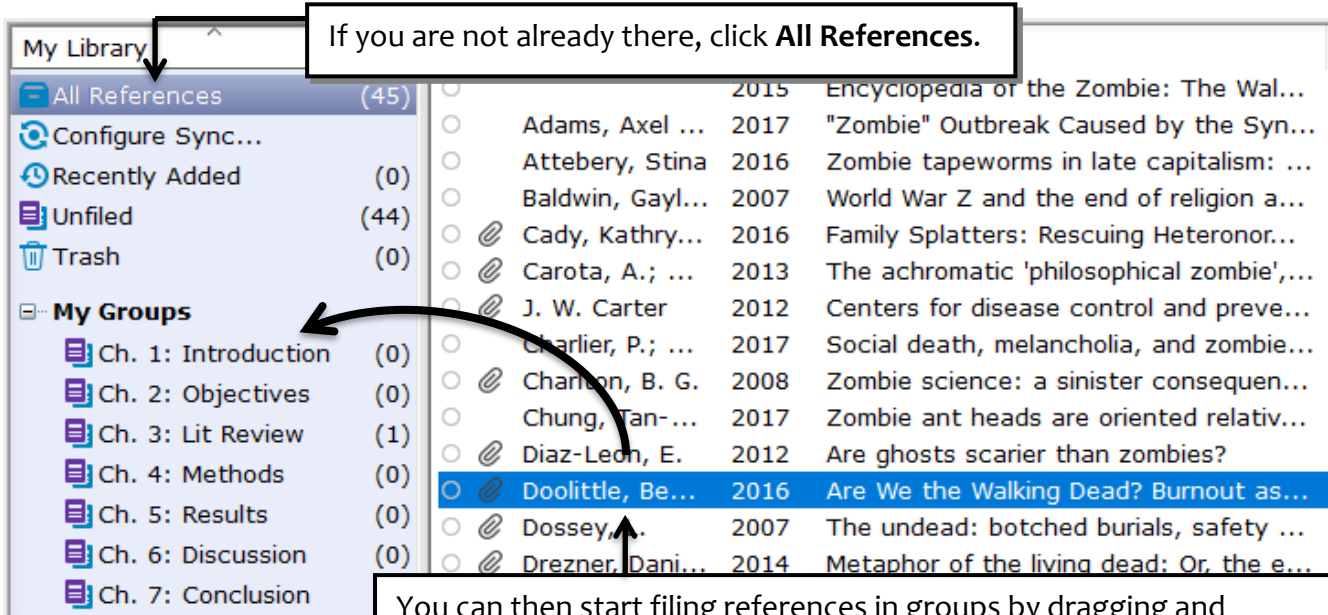 If you are not already there, click All References.
My Library
All References (45)
Configure Sync...
Recently Added (0)
Unfiled (44)
Trash (0)
My Groups
Ch. 1: Introduction (0)
Ch. 2: Objectives (0)
Ch. 3: Lit Review (1)
Ch. 4: Methods (0)
Ch. 5: Results (0)
Ch. 6: Discussion (0)
Ch. 7: Conclusion
2015 Encyclopedia of the Zombie: The Wal...
Adams, Axel ... 2017 "Zombie" Outbreak Caused by the Syn...
Attebery, Stina 2016 Zombie tapeworms in late capitalism: ...
Baldwin, Gayl... 2007 World War Z and the end of religion a...
Cady, Kathry... 2016 Family Splatters: Rescuing Heteronor...
Carota, A.; ... 2013 The achromatic 'philosophical zombie',...
J. W. Carter 2012 Centers for disease control and preve...
Charlier, P.; ... 2017 Social death, melancholia, and zombie...
Charlton, B. G. 2008 Zombie science: a sinister consequen...
Chung, Tan-... 2017 Zombie ant heads are oriented relativ...
Diaz-Leon, E. 2012 Are ghosts scarier than zombies?
Doolittle, Be... 2016 Are We the Walking Dead? Burnout as...
Dossey, 2007 The undead: botched burials, safety ...
Drezner, Dani... 2014 Metaphor of the living dead: Or, the e...
You can then start filing references in groups by dragging and